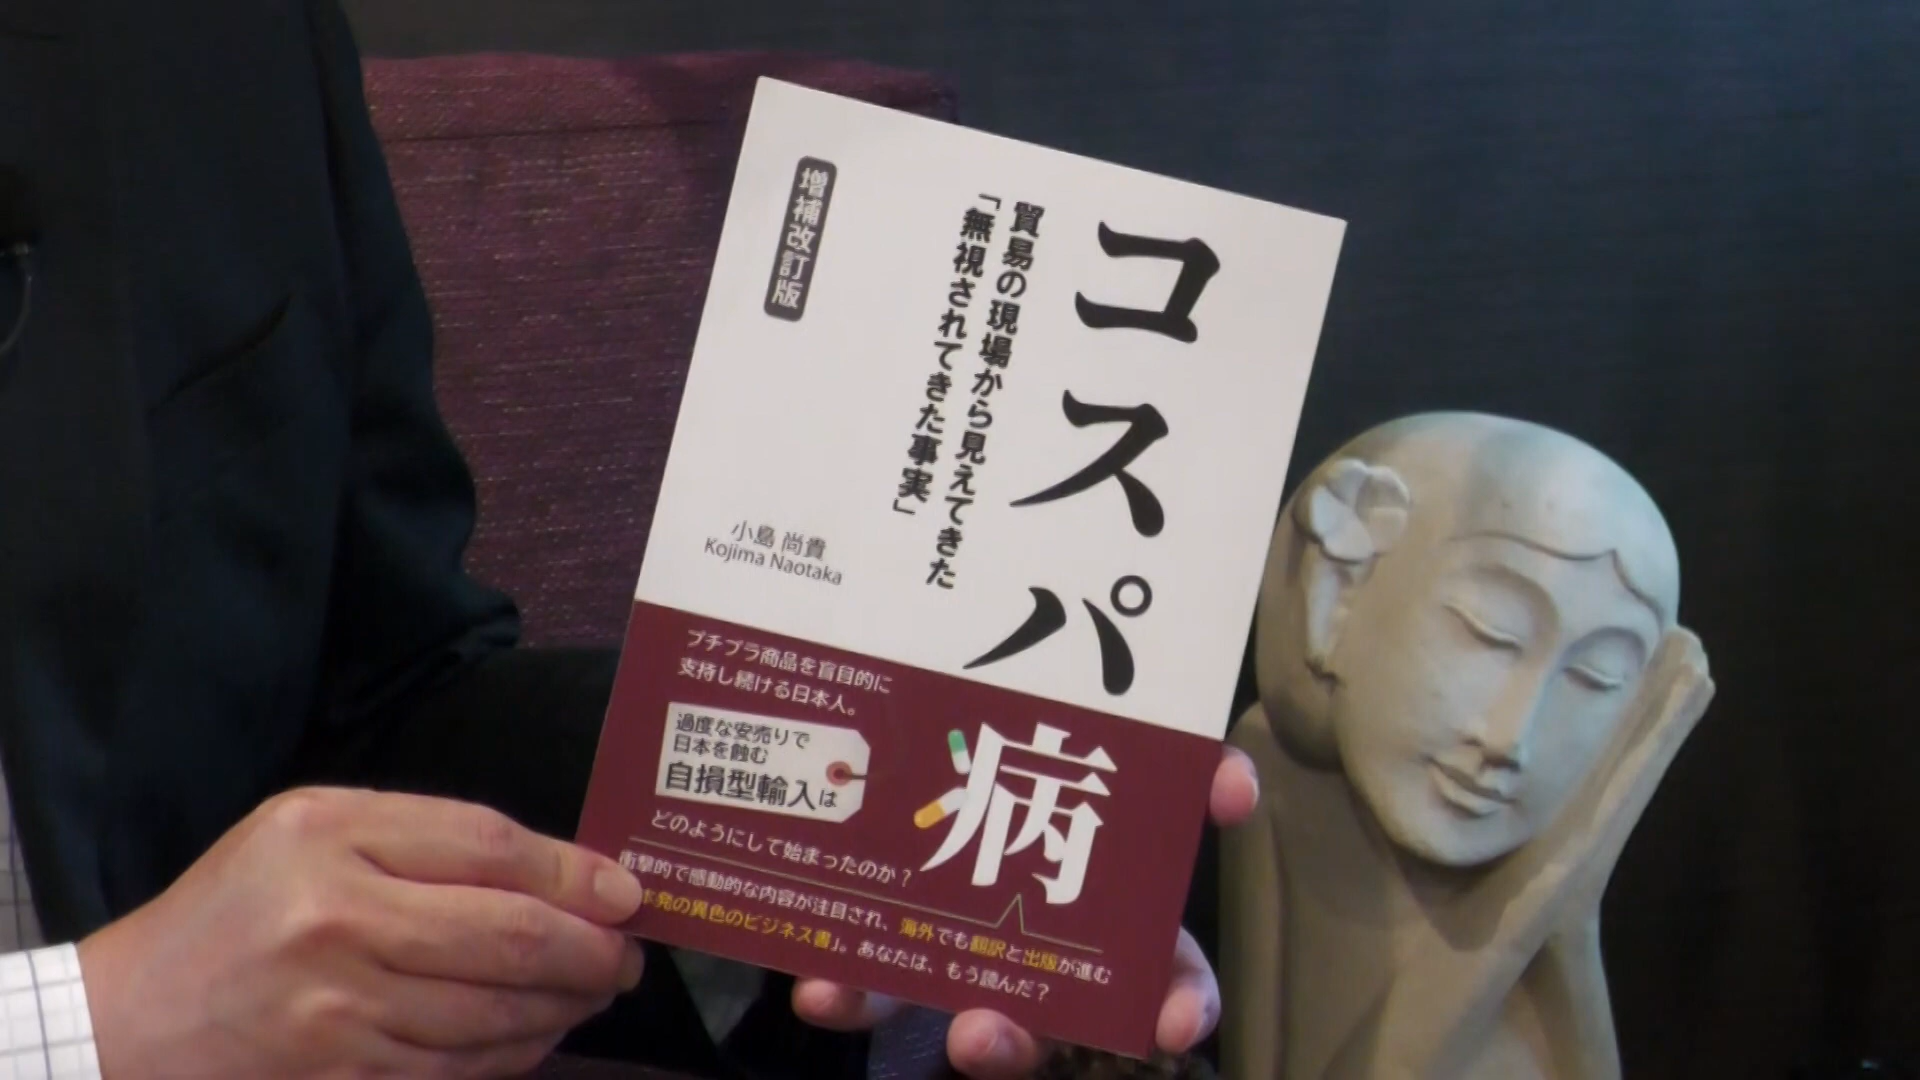 コスパ病
貿易の現場から見えてきた
「無視されてきた事実」
増補改訂版
小島 尚貴
Kojima Naotaka
プチプラ商品を盲目的に
支持し続ける日本人。
過度な安売りで
日本を蝕む
自損型輸入は
どのようにして始まったのか?
衝撃的で感動的な内容が注目され、海外でも翻訳と出版が進む
本発の異色のビジネス書」。あなたは、もう読んだ?